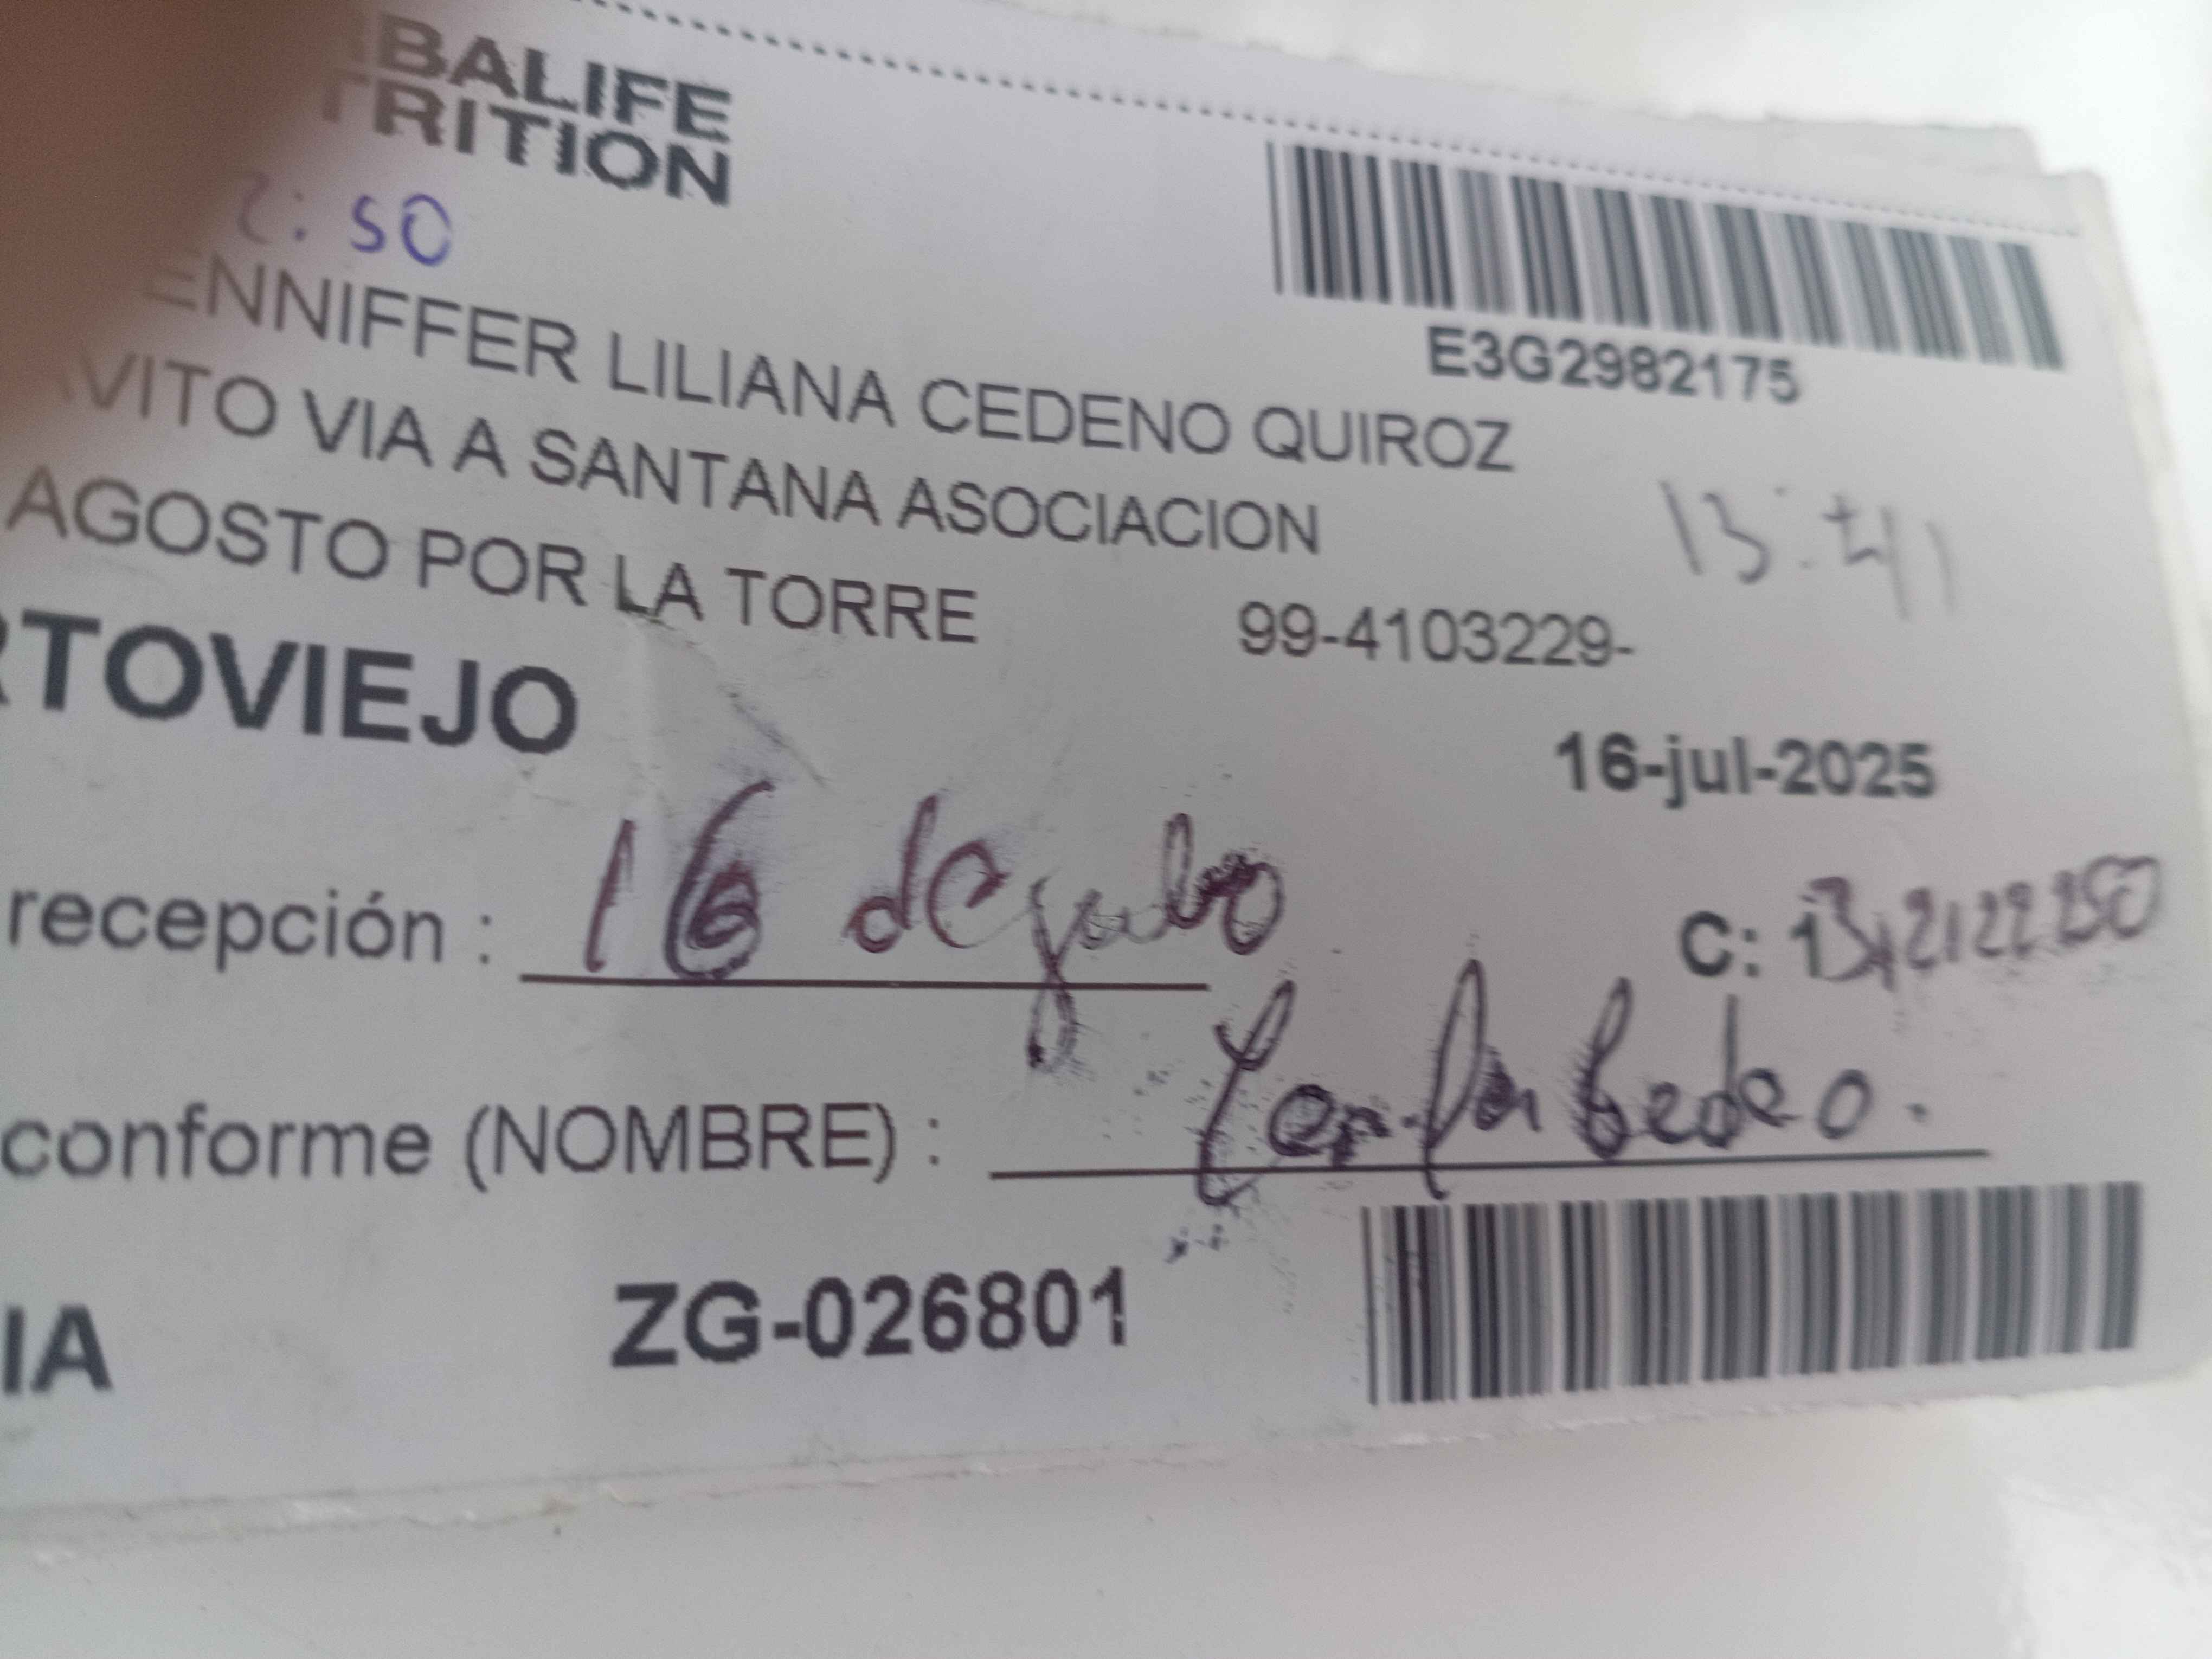 BALIFE
TRITION
: 50
E3G2982175
ENNIFFER LILIANA CEDENO QUIROZ
VITO VIA A SANTANA ASOCIACION
13:41
AGOSTO POR LA TORRE 99-4103229-
RTOVIEJO
16-jul-2025
recepción : 16 de julio
C:
conforme (NOMBRE) :
IA ZG-026801